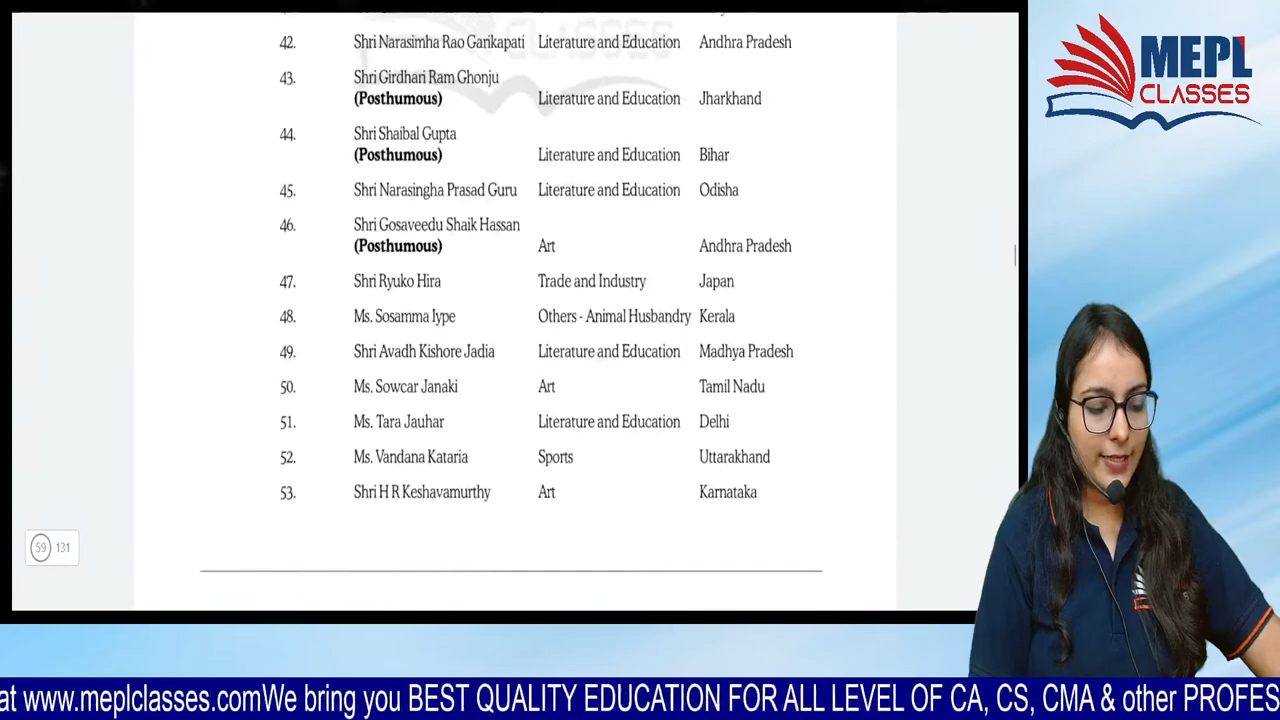 42. Shri Narasimha Rao Garikapati Literature and Education Andhra Pradesh
43. Shri Girdhari Ram Ghonju
(Posthumous) Literature and Education Jharkhand
44. Shri Shaibal Gupta
(Posthumous) Literature and Education Bihar
45. Shri Narasingha Prasad Guru Literature and Education Odisha
46. Shri Gosaveedu Shaik Hassan
(Posthumous) Art Andhra Pradesh
47. Shri Ryuko Hira Trade and Industry Japan
48. Ms. Sosamma Iype Others - Animal Husbandry Kerala
49. Shri Avadh Kishore Jadia Literature and Education Madhya Pradesh
50. Ms. Sowcar Janaki Art Tamil Nadu
51. Ms. Tara Jauhar Literature and Education Delhi
52. Ms. Vandana Kataria Sports Uttarakhand
53. Shri H R Keshavamurthy Art Karnataka
59 131
MEPL
CLASSES
at www.meplclasses.comWe bring you BEST QUALITY EDUCATION FOR ALL LEVEL OF CA, CS, CMA & other PROFES